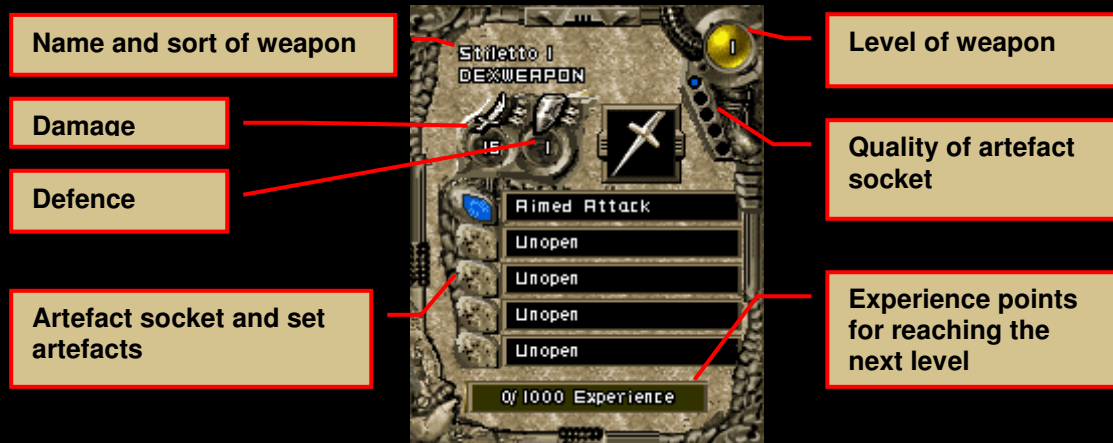 Name and sort of weapon
Damage
Defence
Artefact socket and set
artefacts
Stiletto I
DEXWEAPON
1
15
1
Aimed Attack
Unopen
Unopen
Unopen
Unopen
0/1000 Experience
Level of weapon
Quality of artefact
socket
Experience points
for reaching the
next level